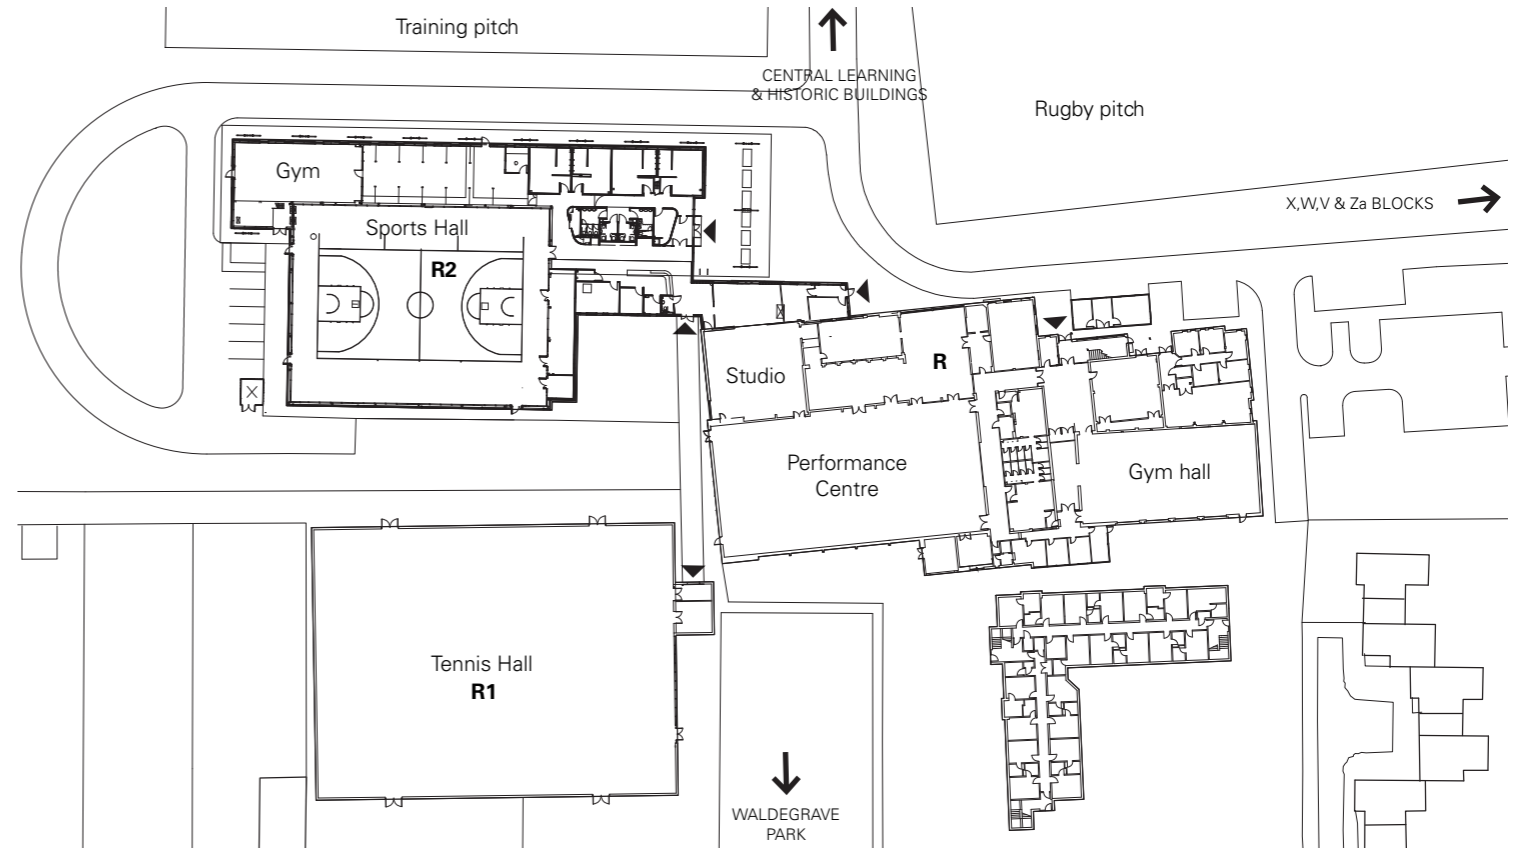 Training pitch
CENTRAL LEARNING
& HISTORIC BUILDINGS
Rugby pitch
X,W,V & Za BLOCKS
Gym
Sports Hall
R2
Studio
R
Performance
Centre
Gym hall
Tennis Hall
R1
WALDEGRAVE
PARK